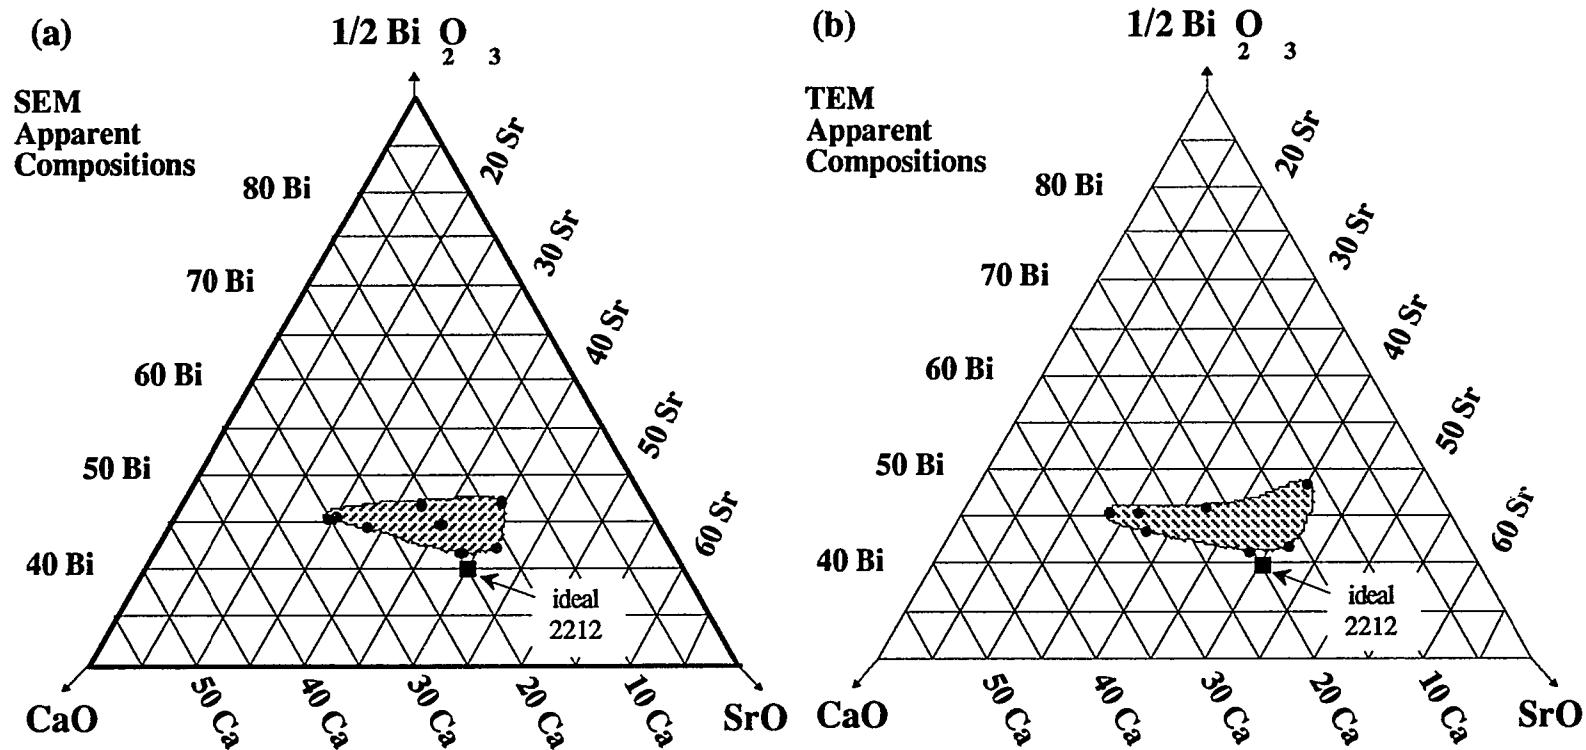 (a)
1/2 Bi2O3
SEM
Apparent
Compositions
80 Bi
70 Bi
60 Bi
50 Bi
40 Bi
20 Sr
30 Sr
40 Sr
50 Sr
60 Sr
ideal
2212
50 Ca
40 Ca
30 Ca
20 Ca
10 Ca
CaO
SrO
(b)
1/2 Bi2O3
TEM
Apparent
Compositions
80 Bi
70 Bi
60 Bi
50 Bi
40 Bi
20 Sr
30 Sr
40 Sr
50 Sr
60 Sr
ideal
2212
50 Ca
40 Ca
30 Ca
20 Ca
10 Ca
CaO
SrO